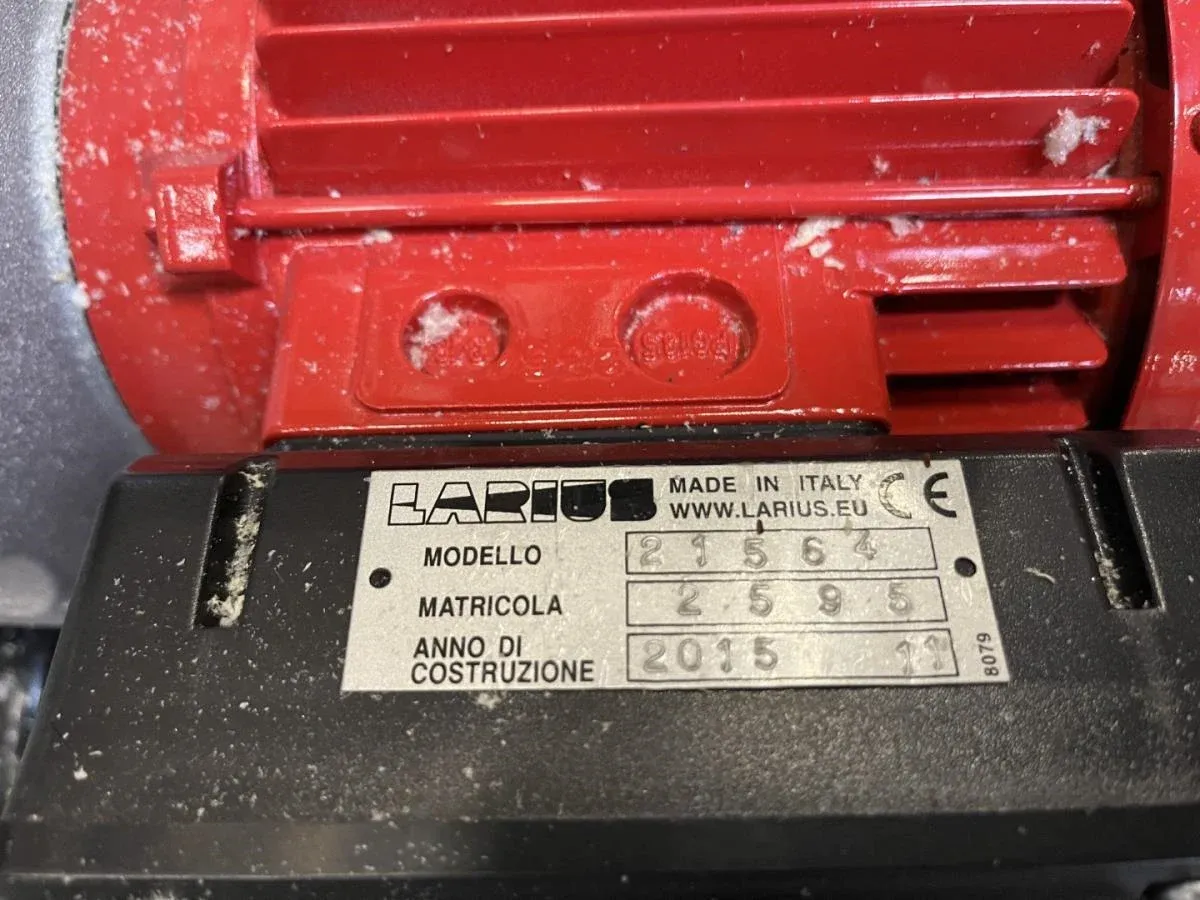 LARIUS MADE IN ITALY CE
WWW.LARIUS.EU
MODELLO 21564
MATRICOLA 2595
ANNO DI
COSTRUZIONE 2015 11
8079